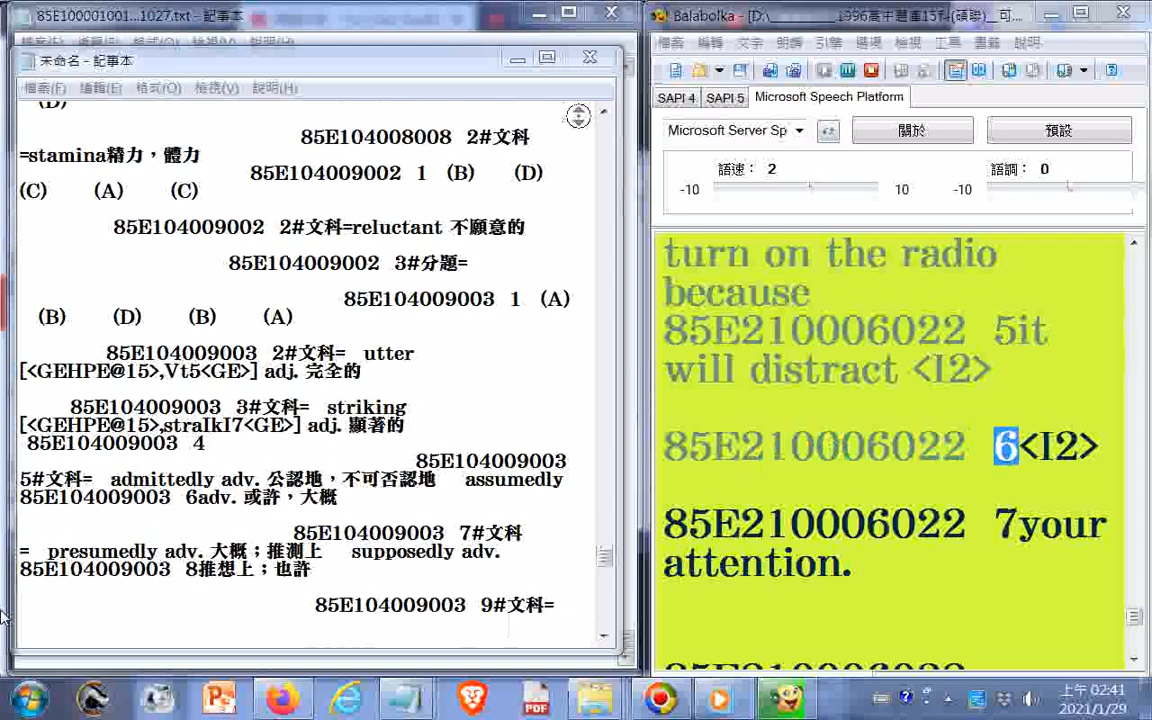 85E100001001...1027.txt - 記事本
未命名 - 記事本
檔案(F) 編輯(E) 格式(O) 檢視(V) 說明(H)
(D)
85E104008008 2#文科
=stamina精力，體力
85E104009002 1 (B) (D)
(C) (A) (C)
85E104009002 2#文科=reluctant 不願意的
85E104009002 3#分題=
85E104009003 1 (A)
(B) (D) (B) (A)
85E104009003 2#文科= utter
[<GEHPE@15>,Vt5<GE>] adj. 完全的
85E104009003 3#文科= striking
[<GEHPE@15>,straIkI7<GE>] adj. 顯著的
85E104009003 4
85E104009003
5#文科= admittedly adv. 公認地，不可否認地 assumedly
85E104009003 6adv. 或許，大概
85E104009003 7#文科
= presumedly adv. 大概；推測上 supposedly adv.
85E104009003 8推想上；也許
85E104009003 9#文科=
Balabolka - [D:\
檔案 編輯 文字 朗讀 引擎 選項 檢視 工具 書籤 說明
SAPI 4 SAPI 5 Microsoft Speech Platform
Microsoft Server Sp 關於 預設
語速： 2 語調： 0
-10 10 -10
turn on the radio
because
85E210006022 5it
will distract <I2>
85E210006022 6<I2>
85E210006022 7your
attention.
PDF
上午 02:41
2021/1/29